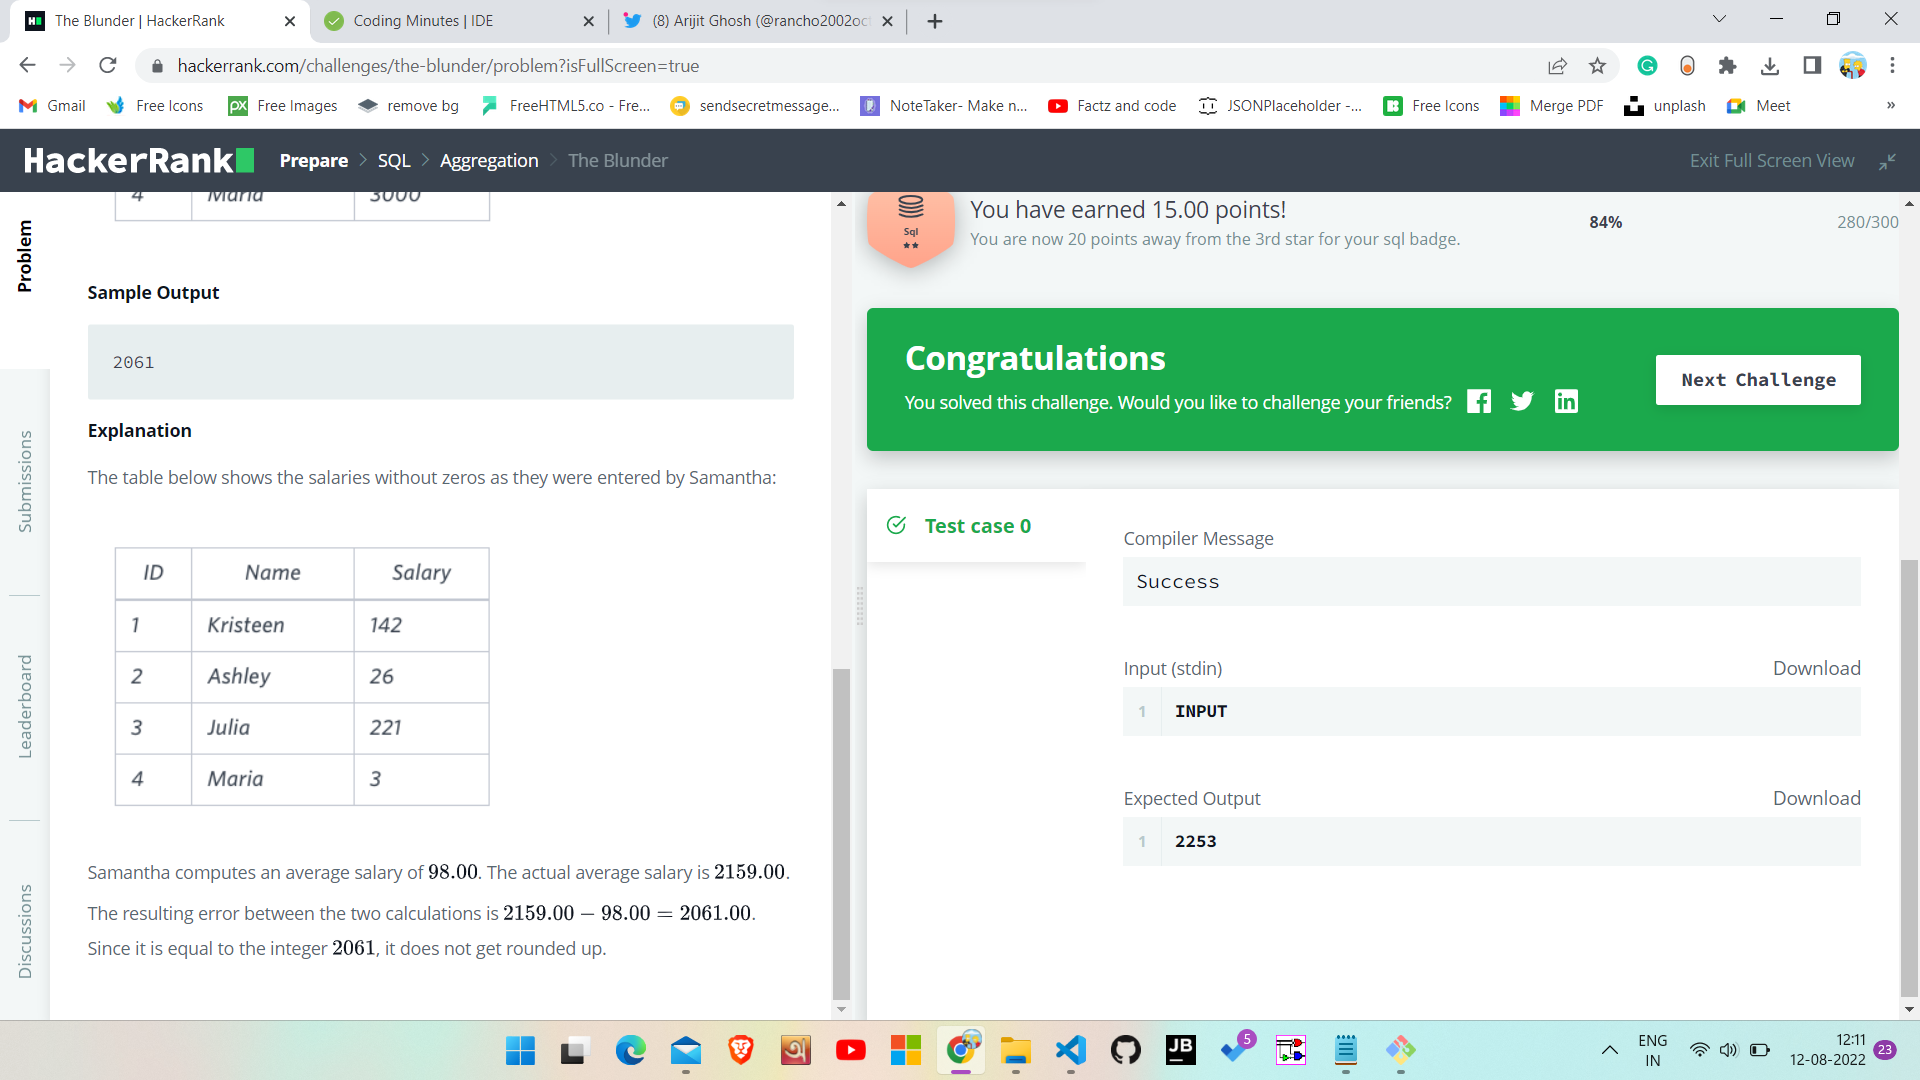 The Blunder | HackerRank
Coding Minutes | IDE
(8) Arijit Ghosh (@rancho2002oct
hackerrank.com/challenges/the-blunder/problem?isFullScreen=true
Gmail
Free Icons
Free Images
remove bg
FreeHTML5.co - Fre...
sendsecretmessage...
NoteTaker- Make n...
Factz and code
JSONPlaceholder -...
Free Icons
Merge PDF
unplash
Meet
»
HackerRank
Prepare > SQL > Aggregation > The Blunder
Exit Full Screen View
Problem
Submissions
Leaderboard
Discussions
4 Maria 3000
Sample Output
2061
Explanation
The table below shows the salaries without zeros as they were entered by Samantha:
ID Name Salary
1 Kristeen 142
2 Ashley 26
3 Julia 221
4 Maria 3
Samantha computes an average salary of 98.00. The actual average salary is 2159.00.
The resulting error between the two calculations is 2159.00 − 98.00 = 2061.00.
Since it is equal to the integer 2061, it does not get rounded up.
Sql
You have earned 15.00 points!
You are now 20 points away from the 3rd star for your sql badge.
84%
280/300
Congratulations
You solved this challenge. Would you like to challenge your friends?
Next Challenge
Test case 0
Compiler Message
Success
Input (stdin)
Download
1 INPUT
Expected Output
Download
1 2253
JB
5
ENG
IN
12:11
12-08-2022
23